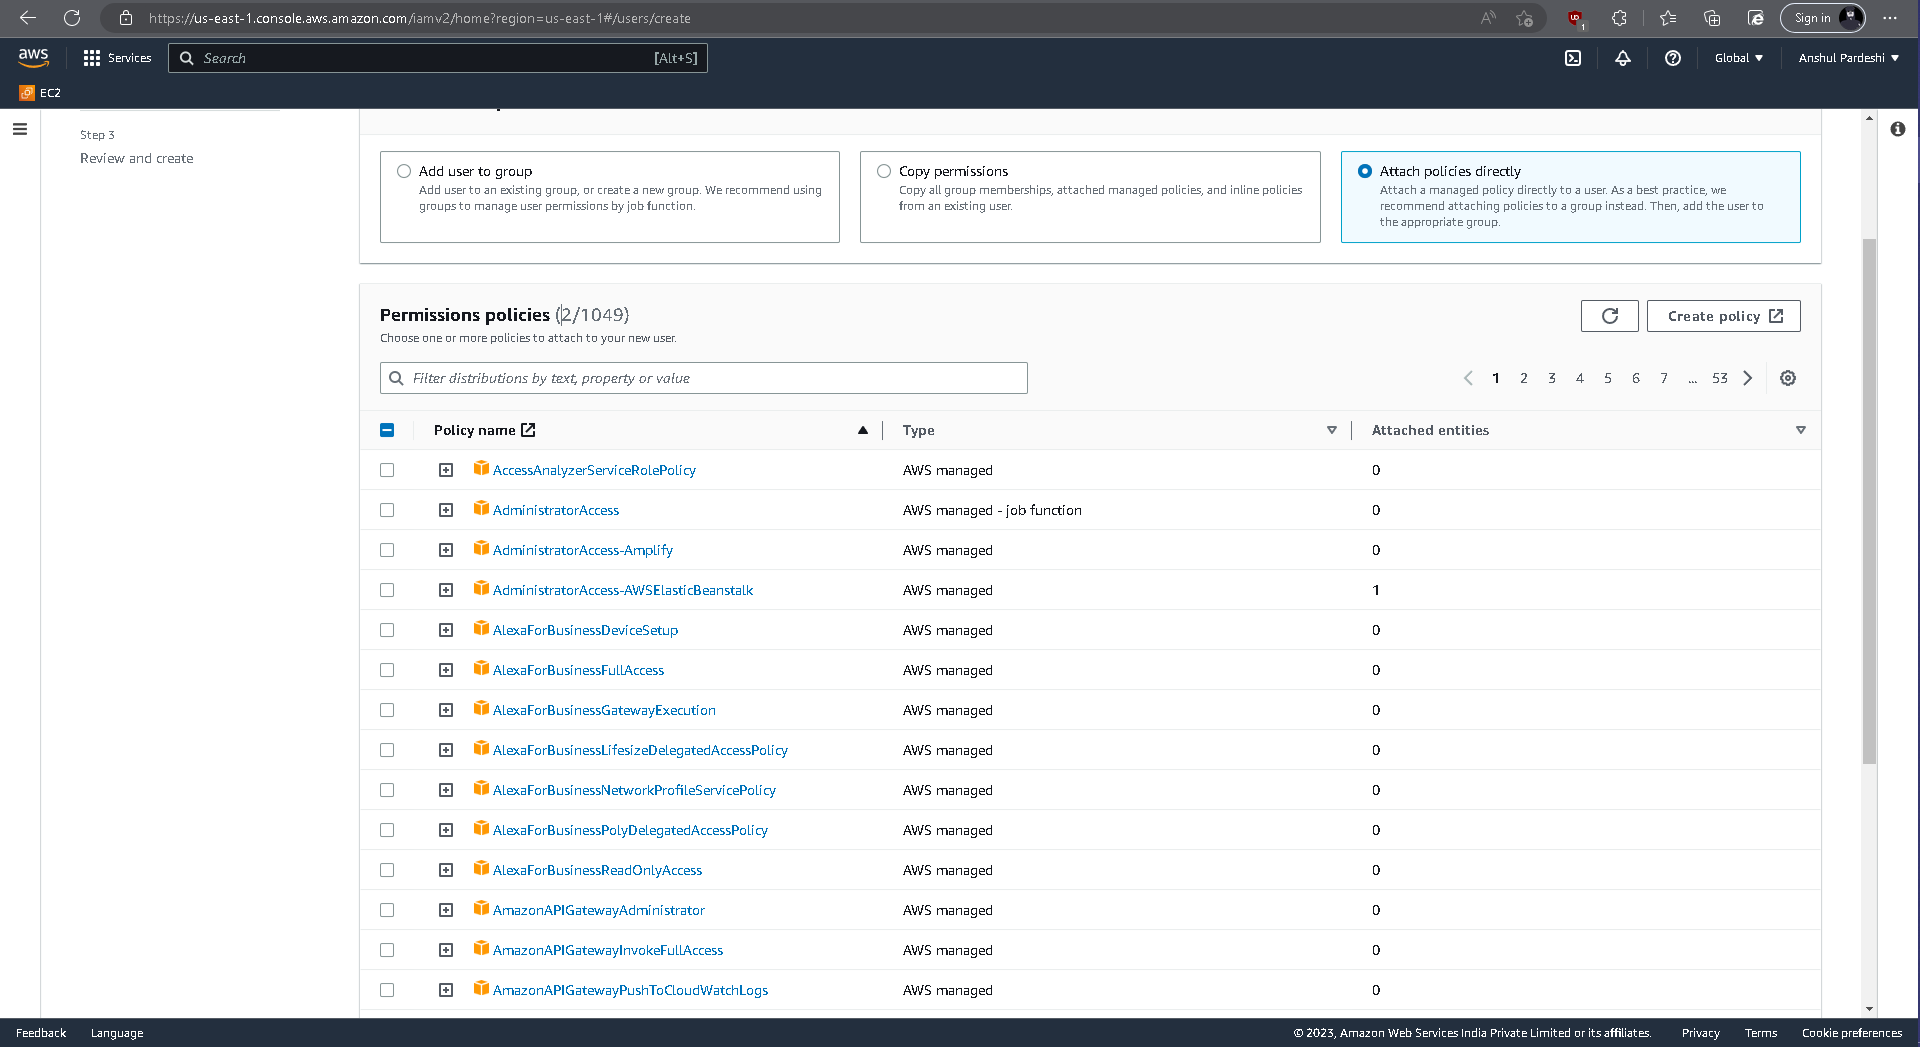 https://us-east-1.console.aws.amazon.com/iamv2/home?region=us-east-1#/users/create
Sign in
aws
Services
Search
[Alt+S]
Global
Anshul Pardeshi
EC2
Step 3
Review and create
Add user to group
Add user to an existing group, or create a new group. We recommend using
groups to manage user permissions by job function.
Copy permissions
Copy all group memberships, attached managed policies, and inline policies
from an existing user.
Attach policies directly
Attach a managed policy directly to a user. As a best practice, we
recommend attaching policies to a group instead. Then, add the user to
the appropriate group.
Permissions policies (2/1049)
Choose one or more policies to attach to your new user.
Create policy
Filter distributions by text, property or value
1 2 3 4 5 6 7 ... 53
Policy name Type Attached entities
AccessAnalyzerServiceRolePolicy AWS managed 0
AdministratorAccess AWS managed - job function 0
AdministratorAccess-Amplify AWS managed 0
AdministratorAccess-AWSElasticBeanstalk AWS managed 1
AlexaForBusinessDeviceSetup AWS managed 0
AlexaForBusinessFullAccess AWS managed 0
AlexaForBusinessGatewayExecution AWS managed 0
AlexaForBusinessLifesizeDelegatedAccessPolicy AWS managed 0
AlexaForBusinessNetworkProfileServicePolicy AWS managed 0
AlexaForBusinessPolyDelegatedAccessPolicy AWS managed 0
AlexaForBusinessReadOnlyAccess AWS managed 0
AmazonAPIGatewayAdministrator AWS managed 0
AmazonAPIGatewayInvokeFullAccess AWS managed 0
AmazonAPIGatewayPushToCloudWatchLogs AWS managed 0
Feedback Language © 2023, Amazon Web Services India Private Limited or its affiliates. Privacy Terms Cookie preferences